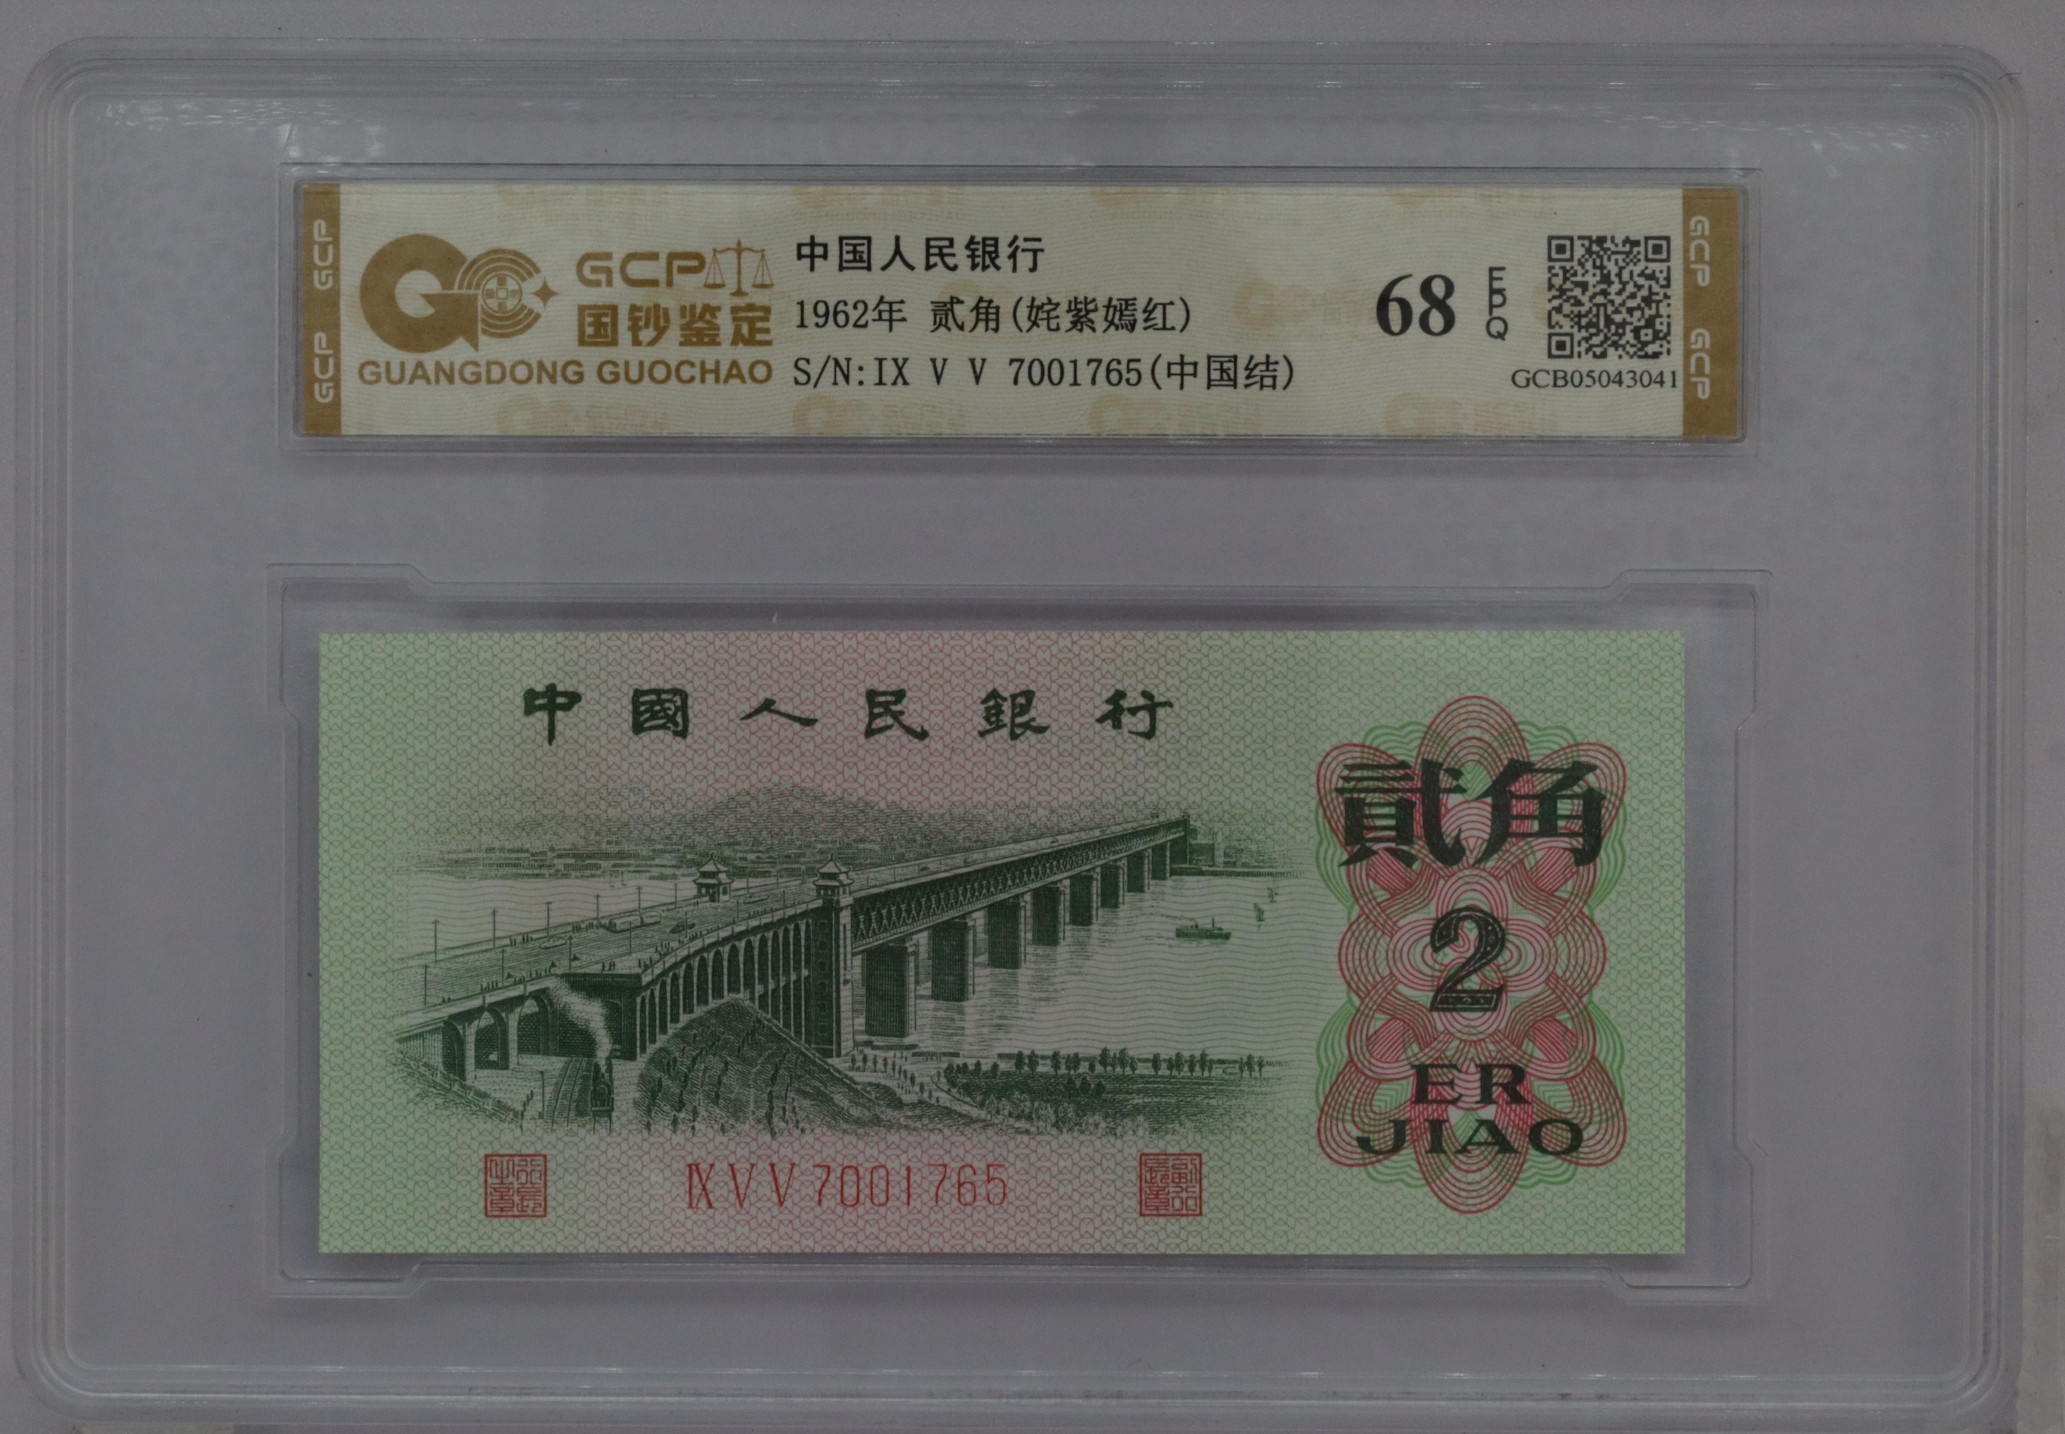 GCP GCP
GCP
国钞鉴定
GUANGDONG GUOCHAO
中国人民银行
1962年 贰角(姹紫嫣红)
S/N:IX V V 7001765(中国结)
68 EPQ
GCB05043041
GCP GCP
中國人民銀行
貳角
2
ER
JIAO
IX V V 7001765